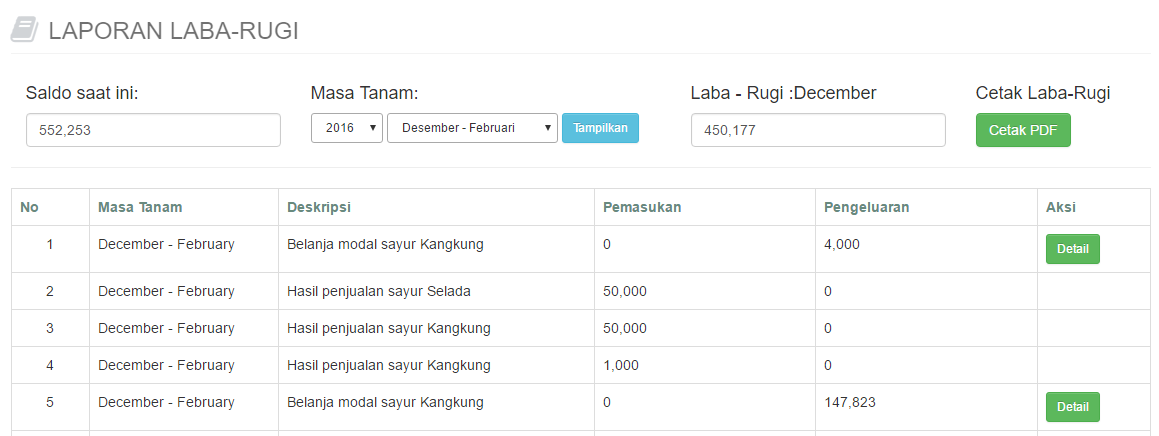 LAPORAN LABA-RUGI
Saldo saat ini: Masa Tanam: Laba - Rugi :December Cetak Laba-Rugi
552,253 2016 Desember - Februari Tampilkan 450,177 Cetak PDF
No Masa Tanam Deskripsi Pemasukan Pengeluaran Aksi
1 December - February Belanja modal sayur Kangkung 0 4,000 Detail
2 December - February Hasil penjualan sayur Selada 50,000 0
3 December - February Hasil penjualan sayur Kangkung 50,000 0
4 December - February Hasil penjualan sayur Kangkung 1,000 0
5 December - February Belanja modal sayur Kangkung 0 147,823 Detail